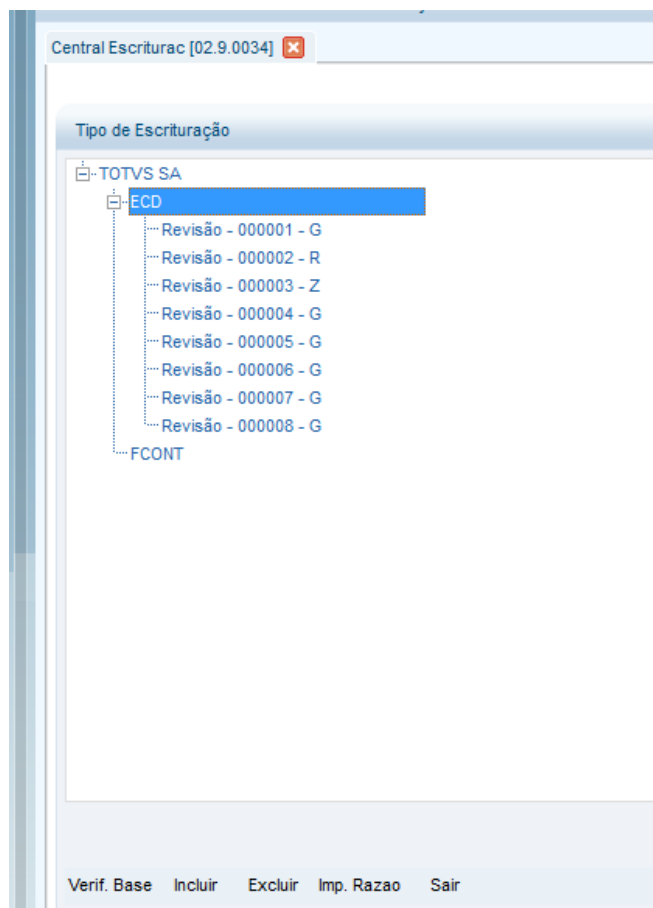 Central Escriturac [02.9.0034]
Tipo de Escrituração
TOTVS SA
ECD
Revisão - 000001 - G
Revisão - 000002 - R
Revisão - 000003 - Z
Revisão - 000004 - G
Revisão - 000005 - G
Revisão - 000006 - G
Revisão - 000007 - G
Revisão - 000008 - G
FCONT
Verif. Base Incluir Excluir Imp. Razao Sair